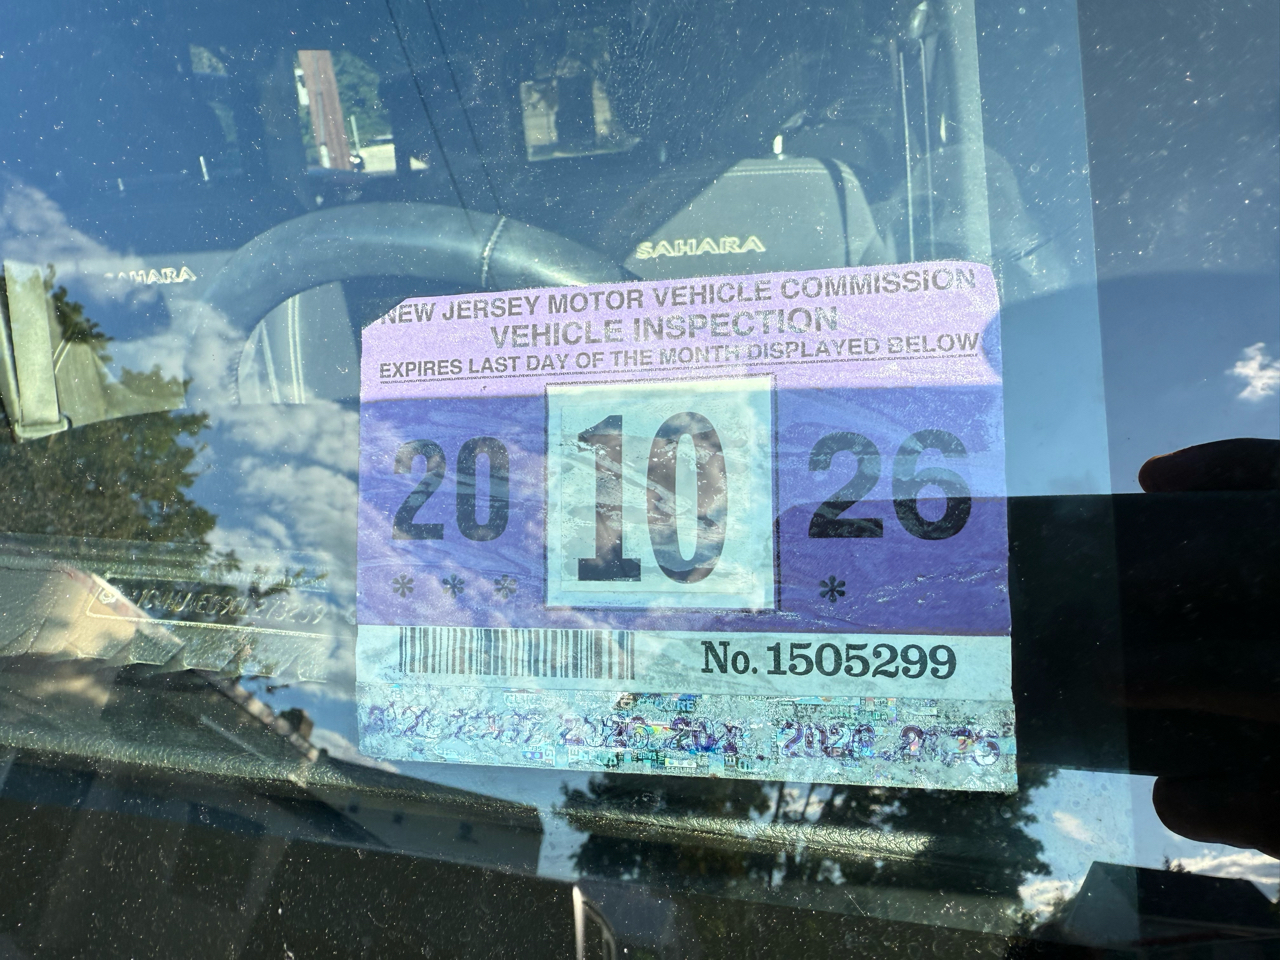 SAHARA
SAHARA
NEW JERSEY MOTOR VEHICLE COMMISSION
VEHICLE INSPECTION
EXPIRES LAST DAY OF THE MONTH DISPLAYED BELOW
20 10 26
* * * *
No. 1505299